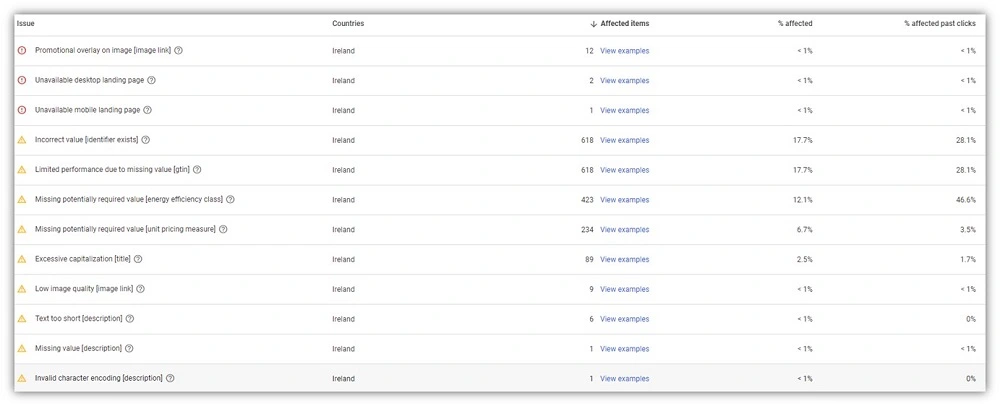 Issue Countries ↓ Affected items % affected % affected past clicks
Promotional overlay on image [image link] Ireland 12 View examples < 1% < 1%
Unavailable desktop landing page Ireland 2 View examples < 1% < 1%
Unavailable mobile landing page Ireland 1 View examples < 1% < 1%
Incorrect value [identifier exists] Ireland 618 View examples 17.7% 28.1%
Limited performance due to missing value [gtin] Ireland 618 View examples 17.7% 28.1%
Missing potentially required value [energy efficiency class] Ireland 423 View examples 12.1% 46.6%
Missing potentially required value [unit pricing measure] Ireland 234 View examples 6.7% 3.5%
Excessive capitalization [title] Ireland 89 View examples 2.5% 1.7%
Low image quality [image link] Ireland 9 View examples < 1% < 1%
Text too short [description] Ireland 6 View examples < 1% 0%
Missing value [description] Ireland 1 View examples < 1% < 1%
Invalid character encoding [description] Ireland 1 View examples < 1% 0%